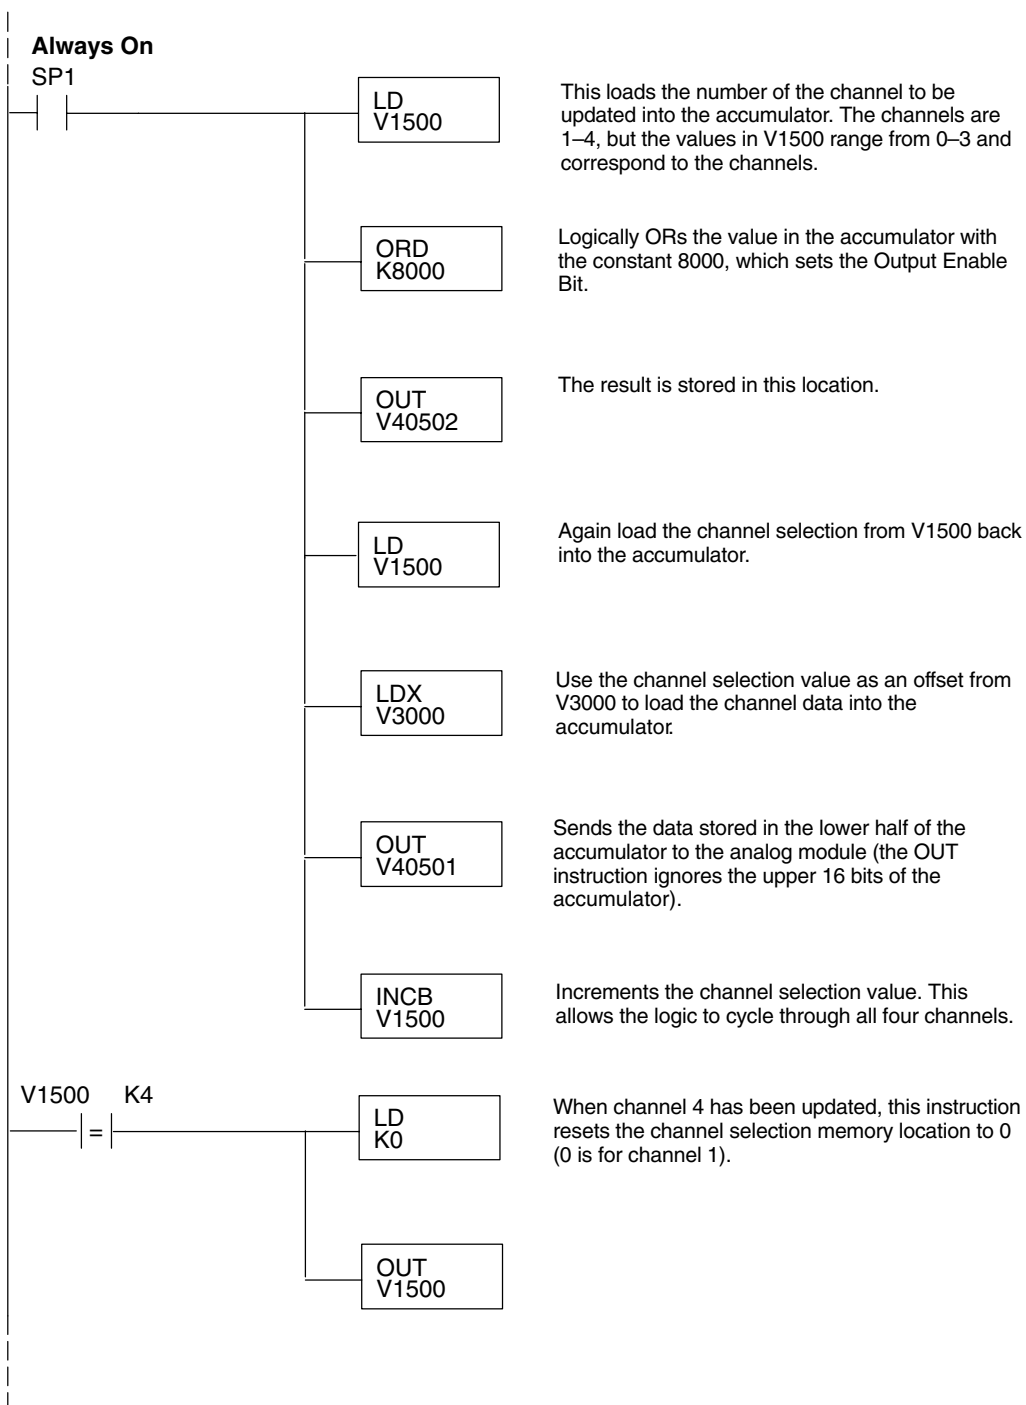 Always On
SP1
LD
V1500
This loads the number of the channel to be
updated into the accumulator. The channels are
1–4, but the values in V1500 range from 0–3 and
correspond to the channels.
ORD
K8000
Logically ORs the value in the accumulator with
the constant 8000, which sets the Output Enable
Bit.
OUT
V40502
The result is stored in this location.
LD
V1500
Again load the channel selection from V1500 back
into the accumulator.
LDX
V3000
Use the channel selection value as an offset from
V3000 to load the channel data into the
accumulator.
OUT
V40501
Sends the data stored in the lower half of the
accumulator to the analog module (the OUT
instruction ignores the upper 16 bits of the
accumulator).
INCB
V1500
Increments the channel selection value. This
allows the logic to cycle through all four channels.
V1500 K4
=
LD
K0
When channel 4 has been updated, this instruction
resets the channel selection memory location to 0
(0 is for channel 1).
OUT
V1500